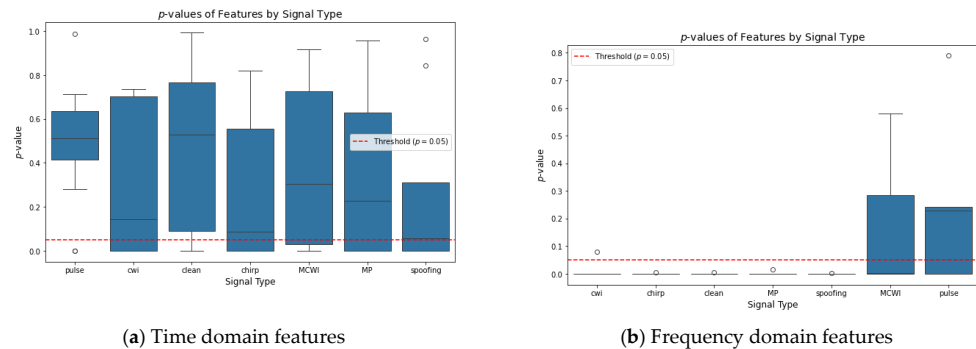 p-values of Features by Signal Type
1.0
0.8
0.6
0.4
0.2
0.0
p-value
Threshold (p = 0.05)
pulse cwi clean chirp MCWI MP spoofing
Signal Type
(a) Time domain features
p-values of Features by Signal Type
0.8
0.7
0.6
0.5
0.4
0.3
0.2
0.1
0.0
p-value
Threshold (p = 0.05)
cwi chirp clean MP spoofing MCWI pulse
Signal Type
(b) Frequency domain features